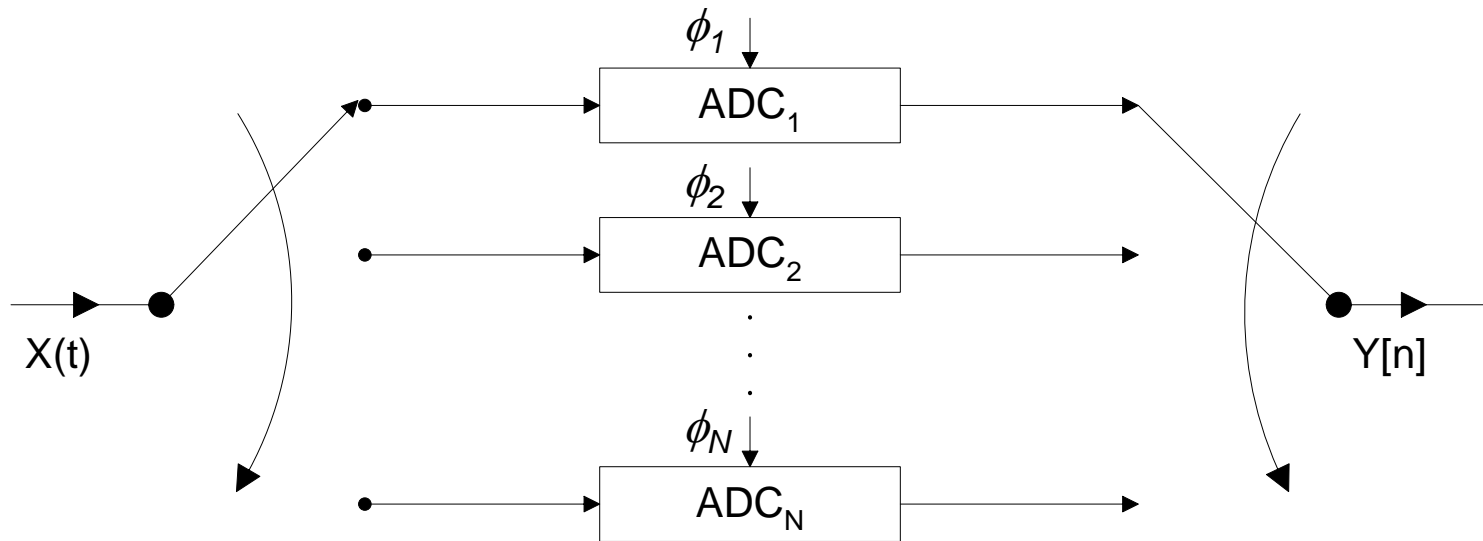 ϕ1
ADC1
ϕ2
ADC2
X(t)
Y[n]
ϕN
ADCN